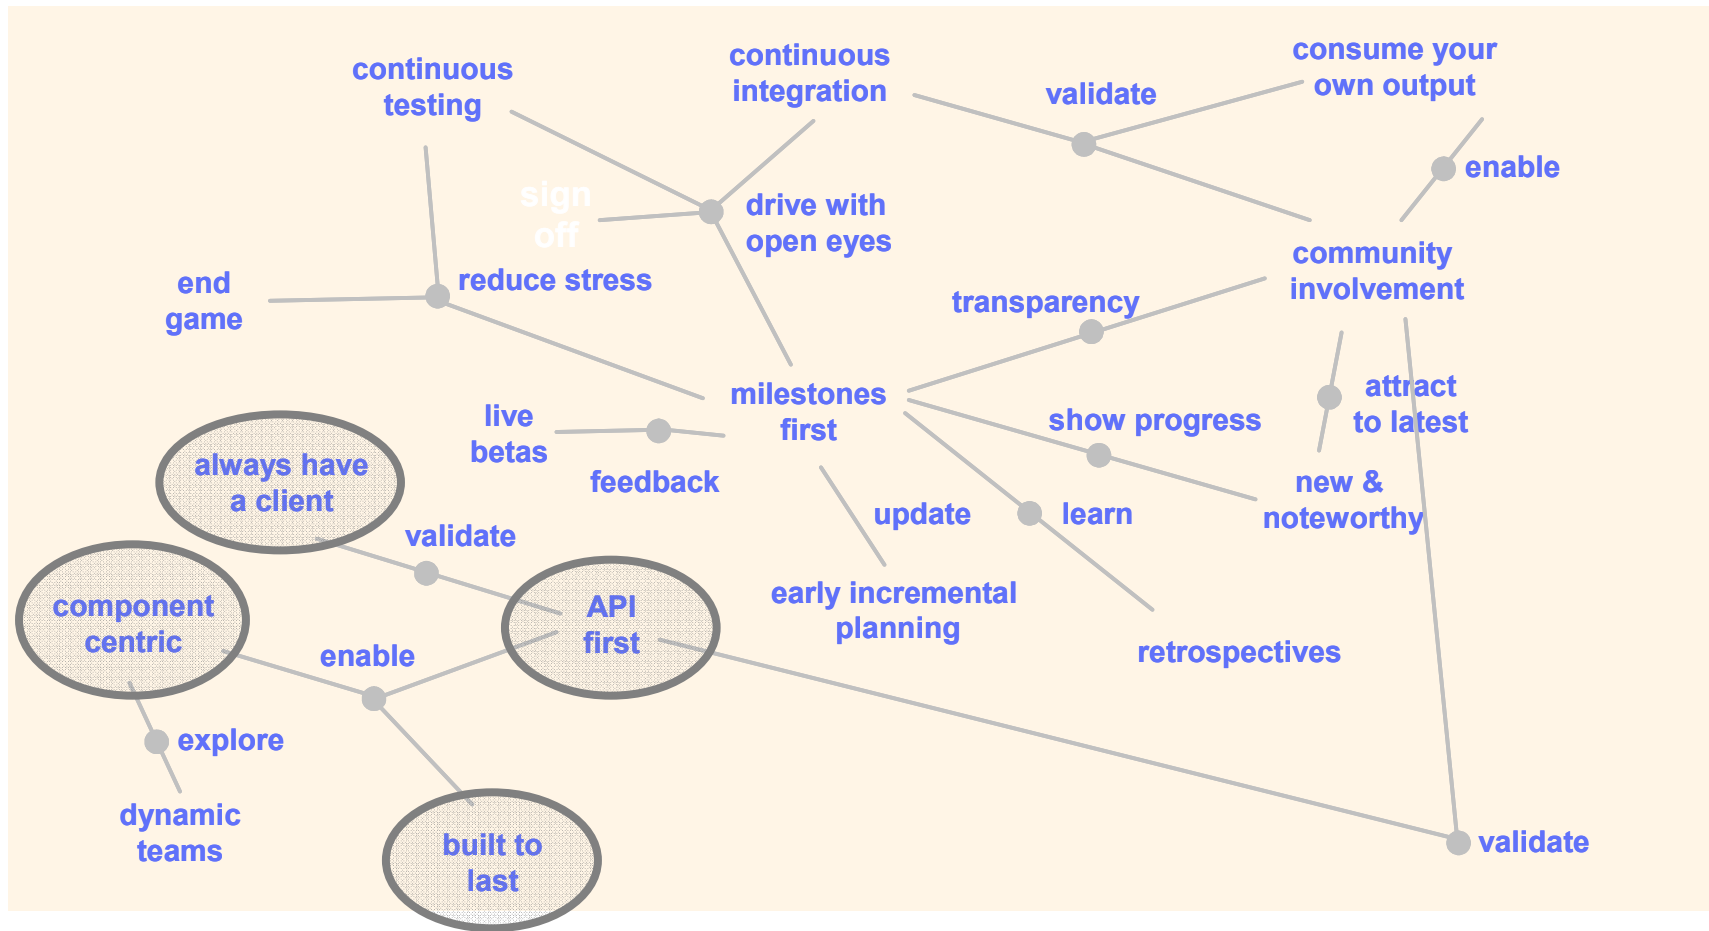 continuous
testing
continuous
integration
consume your
own output
validate
enable
sign
off
drive with
open eyes
community
involvement
end
game
reduce stress
transparency
milestones
first
live
betas
feedback
show progress
attract
to latest
always have
a client
validate
update
learn
new &
noteworthy
component
centric
API
first
early incremental
planning
enable
retrospectives
explore
dynamic
teams
built to
last
validate